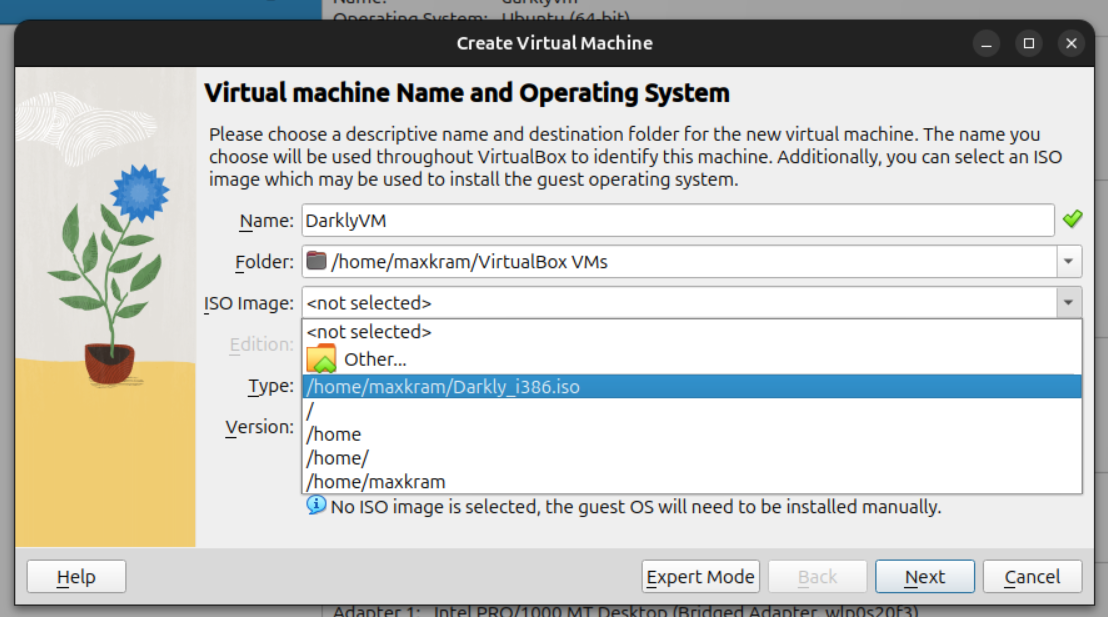 Name: darklyvm
Operating System: Ubuntu (64-bit)
Create Virtual Machine
Virtual machine Name and Operating System
Please choose a descriptive name and destination folder for the new virtual machine. The name you
choose will be used throughout VirtualBox to identify this machine. Additionally, you can select an ISO
image which may be used to install the guest operating system.
Name: DarklyVM
Folder: /home/maxkram/VirtualBox VMs
ISO Image: <not selected>
<not selected>
Edition:
Other...
Type: /home/maxkram/Darkly_i386.iso
/
Version: /home
/home/
/home/maxkram
No ISO image is selected, the guest OS will need to be installed manually.
Help Expert Mode Back Next Cancel
Adapter 1: Intel PRO/1000 MT Desktop (Bridged Adapter, wlp0s20f3)